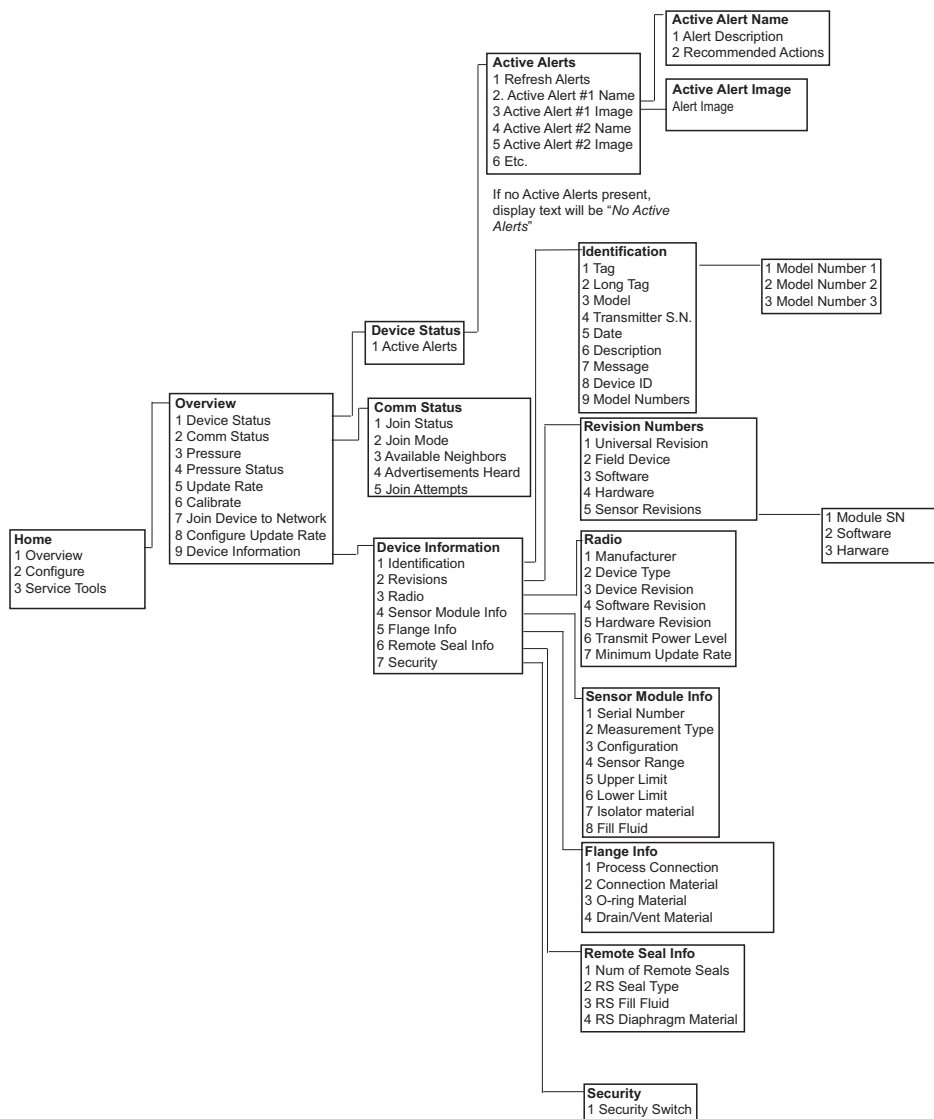 Active Alert Name
1 Alert Description
2 Recommended Actions
Active Alerts
1 Refresh Alerts
2. Active Alert #1 Name
3 Active Alert #1 Image
4 Active Alert #2 Name
5 Active Alert #2 Image
6 Etc.
Active Alert Image
Alert Image
If no Active Alerts present,
display text will be “No Active
Alerts”
Identification
1 Tag
2 Long Tag
3 Model
4 Transmitter S.N.
5 Date
6 Description
7 Message
8 Device ID
9 Model Numbers
1 Model Number 1
2 Model Number 2
3 Model Number 3
Device Status
1 Active Alerts
Overview
1 Device Status
2 Comm Status
3 Pressure
4 Pressure Status
5 Update Rate
6 Calibrate
7 Join Device to Network
8 Configure Update Rate
9 Device Information
Comm Status
1 Join Status
2 Join Mode
3 Available Neighbors
4 Advertisements Heard
5 Join Attempts
Revision Numbers
1 Universal Revision
2 Field Device
3 Software
4 Hardware
5 Sensor Revisions
1 Module SN
2 Software
3 Harware
Home
1 Overview
2 Configure
3 Service Tools
Device Information
1 Identification
2 Revisions
3 Radio
4 Sensor Module Info
5 Flange Info
6 Remote Seal Info
7 Security
Radio
1 Manufacturer
2 Device Type
3 Device Revision
4 Software Revision
5 Hardware Revision
6 Transmit Power Level
7 Minimum Update Rate
Sensor Module Info
1 Serial Number
2 Measurement Type
3 Configuration
4 Sensor Range
5 Upper Limit
6 Lower Limit
7 Isolator material
8 Fill Fluid
Flange Info
1 Process Connection
2 Connection Material
3 O-ring Material
4 Drain/Vent Material
Remote Seal Info
1 Num of Remote Seals
2 RS Seal Type
3 RS Fill Fluid
4 RS Diaphragm Material
Security
1 Security Switch